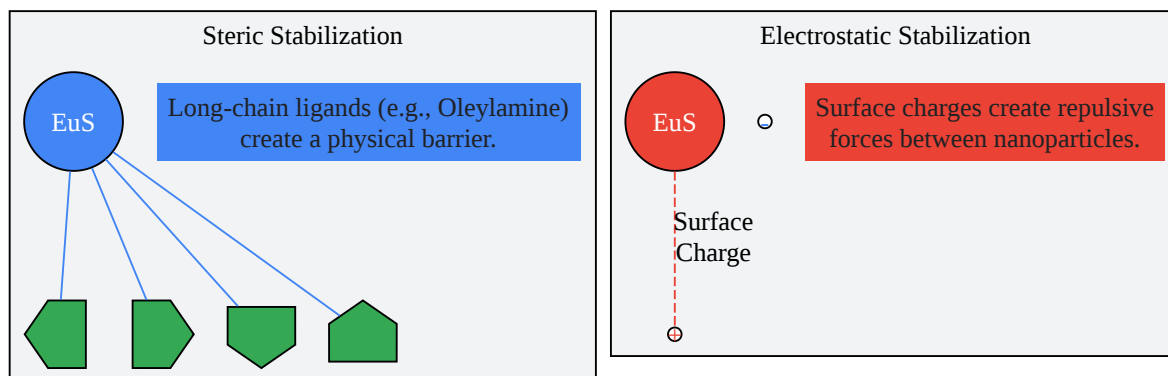 Steric Stabilization
EuS
Long-chain ligands (e.g., Oleylamine)
create a physical barrier.
Electrostatic Stabilization
EuS
-
Surface charges create repulsive
forces between nanoparticles.
Surface
Charge
+